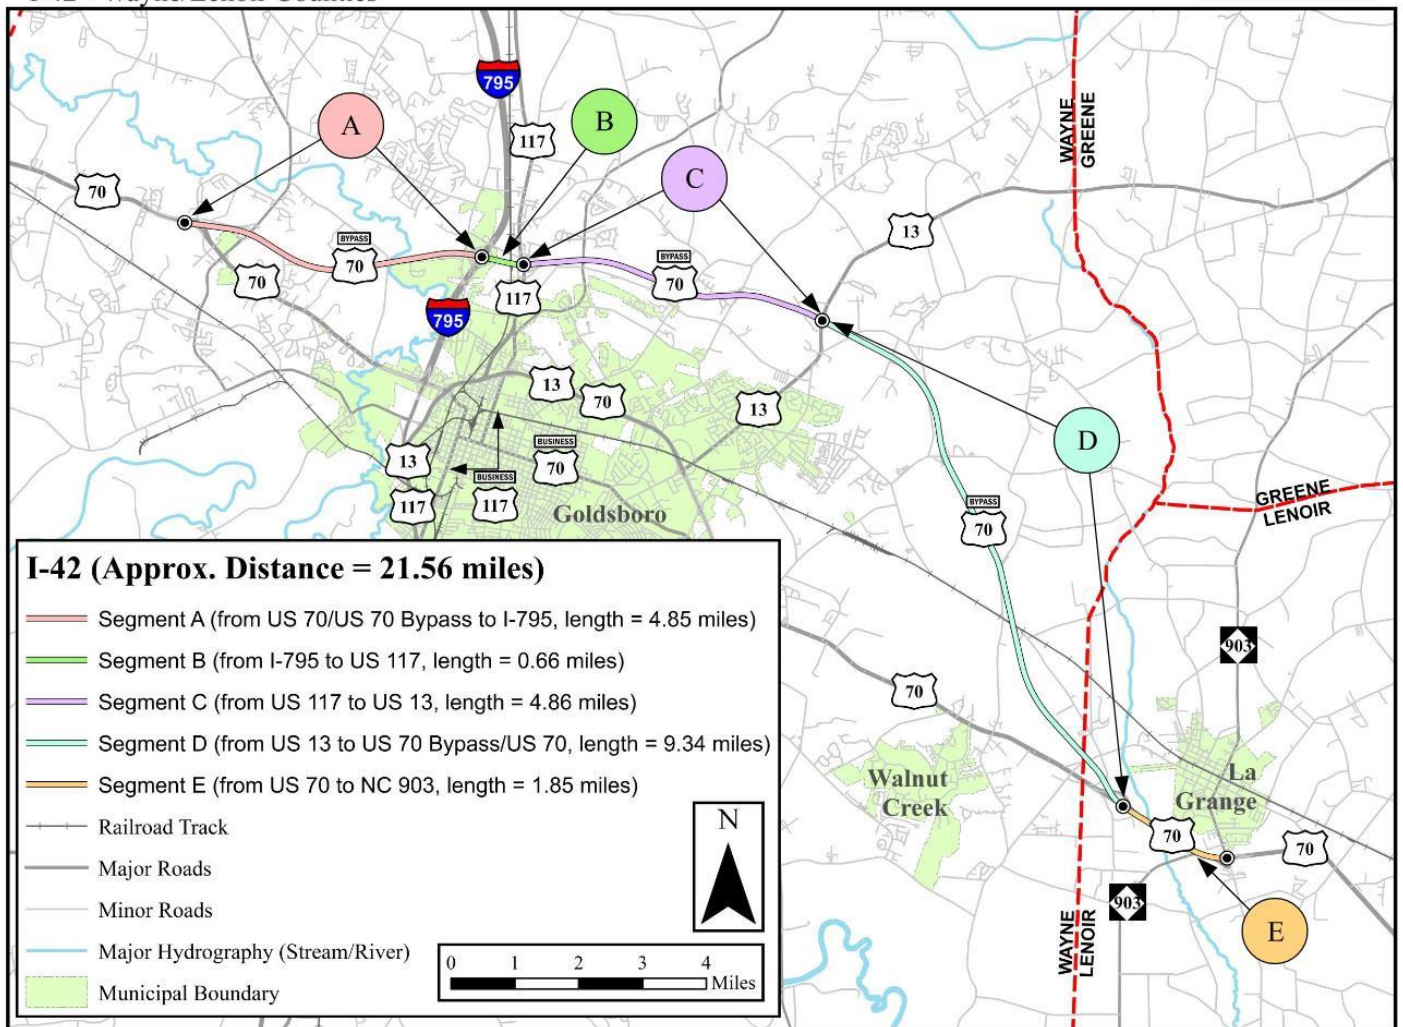 I-42 – Wayne/Lenoir Counties
795
117
A
B
C
WAYNE
GREENE
70
13
BYPASS
70
70
BYPASS
70
117
795
13
70
13
D
BUSINESS
70
13
BUSINESS
117
117
Goldsboro
BYPASS
70
GREENE
LENOIR
I-42 (Approx. Distance = 21.56 miles)
Segment A (from US 70/US 70 Bypass to I-795, length = 4.85 miles)
Segment B (from I-795 to US 117, length = 0.66 miles)
Segment C (from US 117 to US 13, length = 4.86 miles)
Segment D (from US 13 to US 70 Bypass/US 70, length = 9.34 miles)
Segment E (from US 70 to NC 903, length = 1.85 miles)
Railroad Track
Major Roads
Minor Roads
Major Hydrography (Stream/River)
Municipal Boundary
N
0 1 2 3 4
Miles
903
70
Walnut
Creek
La
Grange
70
70
903
E
WAYNE
LENOIR